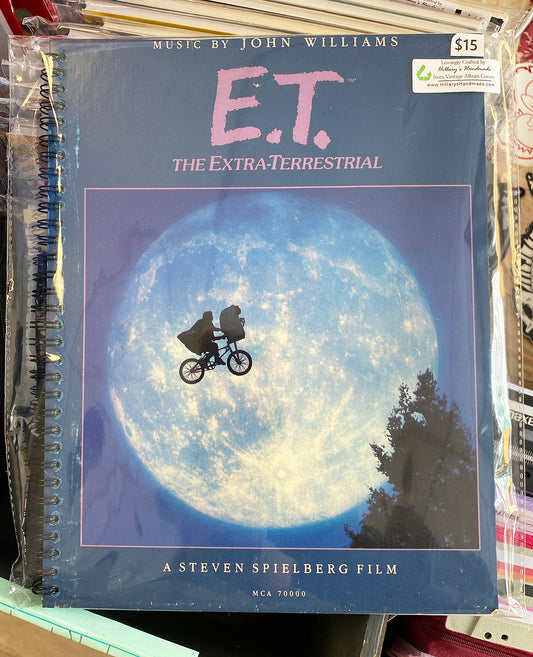 MUSIC BY JOHN WILLIAMS
$15
Lovingly Crafted by
Hillary's Handmade
from Vintage Album Covers
www.HillarysHandmade.com
E.T.™
THE EXTRA-TERRESTRIAL
A STEVEN SPIELBERG FILM
MCA 70000